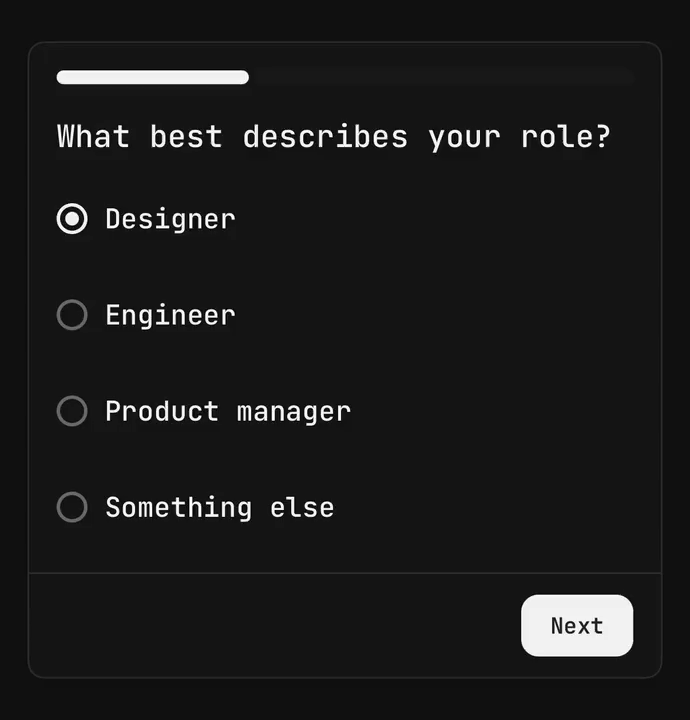 What best describes your role?
Designer
Engineer
Product manager
Something else
Next